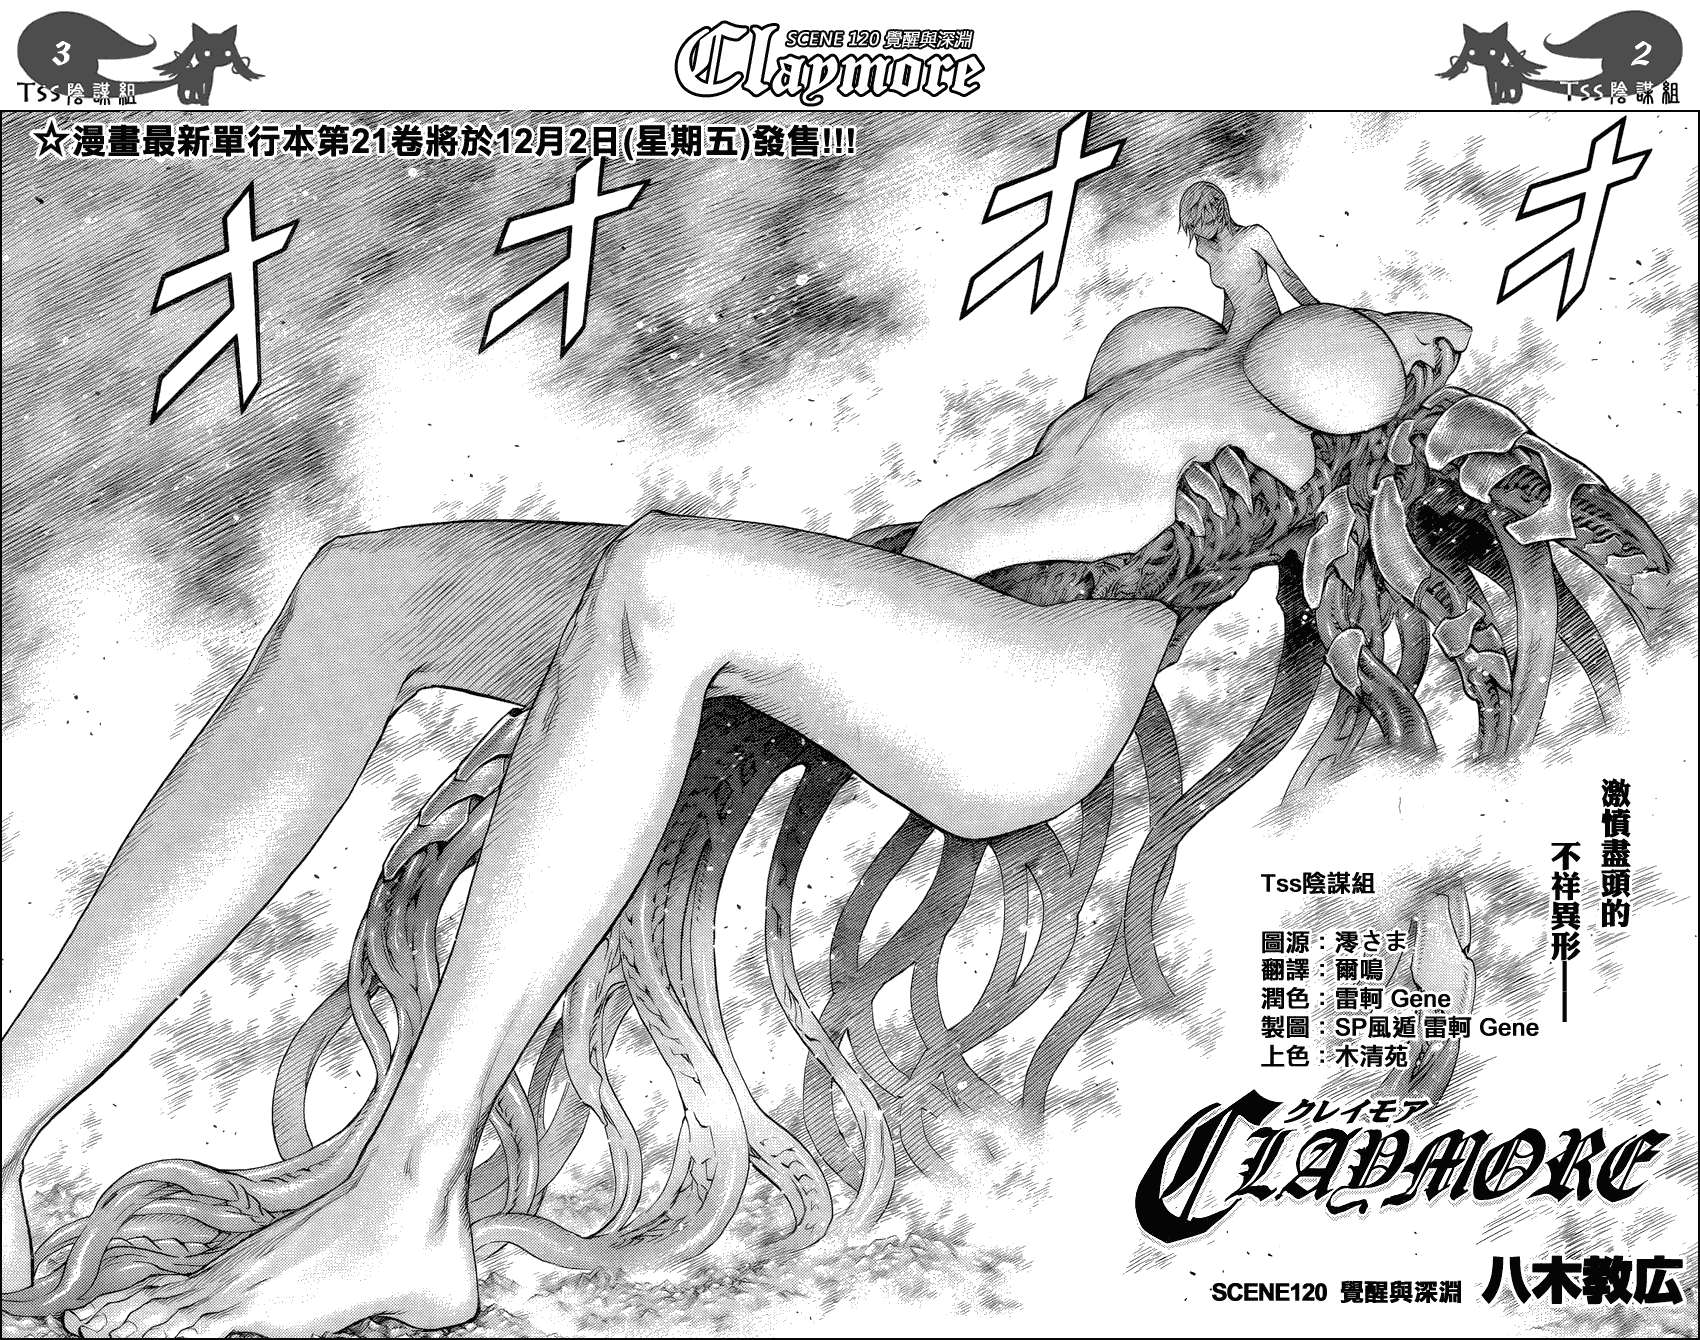 3
Tss陰謀組
SCENE 120 覺醒與深淵
Claymore
2
Tss陰謀組
☆漫畫最新單行本第21卷將於12月2日(星期五)發售!!!
オ
オ
オ
オ
激憤盡頭的
不祥異形——
Tss陰謀組
圖源：澪さま
翻譯：爾鳴
潤色：雷軻 Gene
製圖：SP風遁 雷軻 Gene
上色：木清苑
クレイモア
CLAYMORE
SCENE120 覺醒與深淵 八木教広